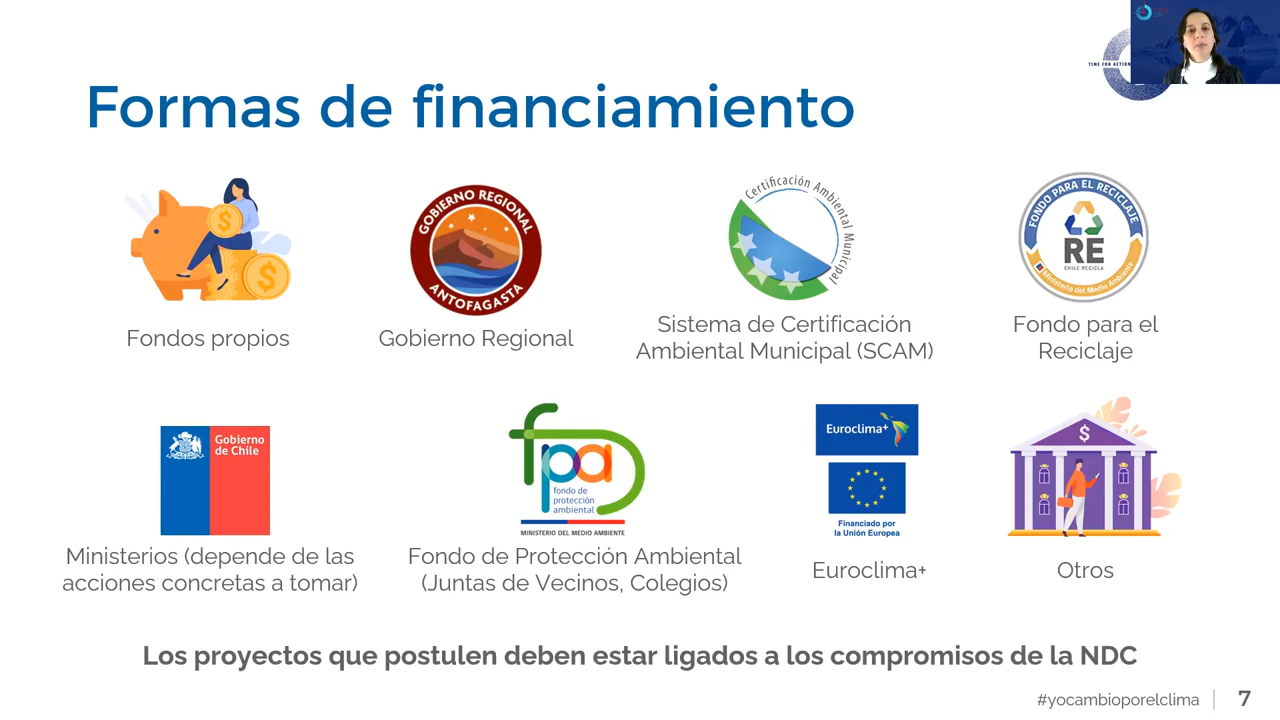 TIME FOR ACTION
Formas de financiamiento
$
$
Fondos propios
GOBIERNO REGIONAL
ANTOFAGASTA
Gobierno Regional
Certificación Ambiental Municipal
Sistema de Certificación
Ambiental Municipal (SCAM)
FONDO PARA EL RECICLAJE
RE
CHILE RECICLA
Ministerio del Medio Ambiente
Fondo para el
Reciclaje
Gobierno
de Chile
Ministerios (depende de las
acciones concretas a tomar)
fpa
fondo de
protección
ambiental
MINISTERIO DEL MEDIO AMBIENTE
Fondo de Protección Ambiental
(Juntas de Vecinos, Colegios)
Euroclima+
Financiado por
la Unión Europea
Euroclima+
$
Otros
Los proyectos que postulen deben estar ligados a los compromisos de la NDC
#yocambioporelclima
7